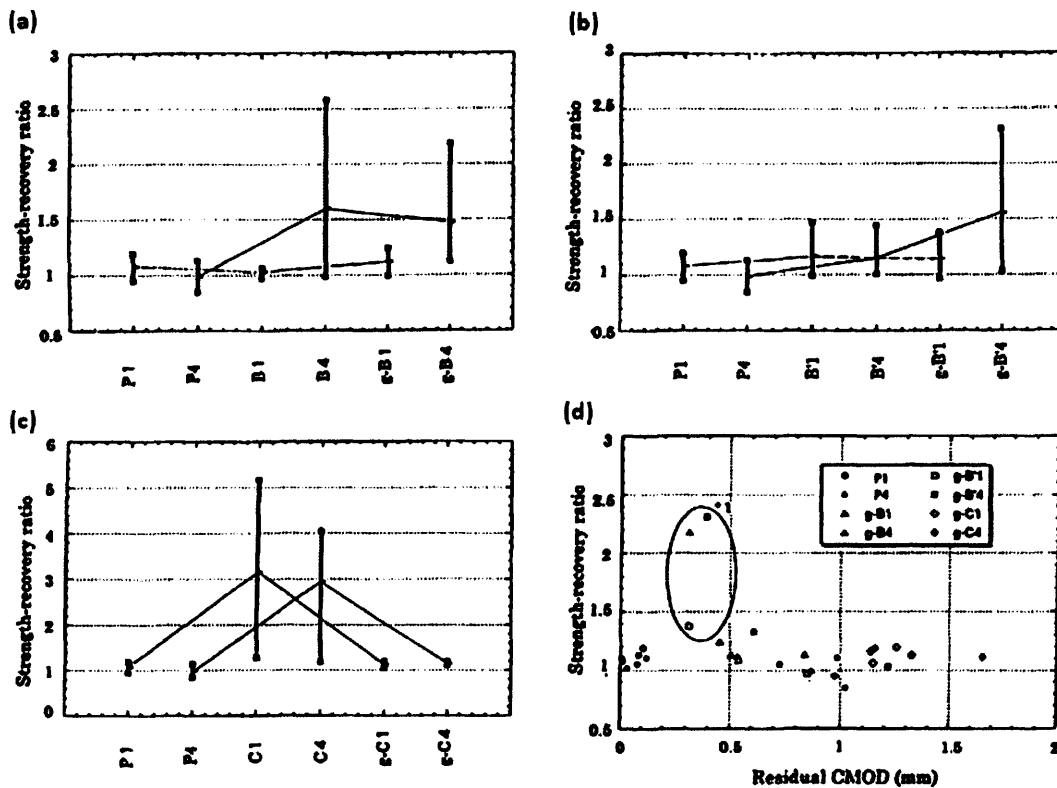 (a)
Strength-recovery ratio
3
2.5
2
1.5
1
0.5
P1
P4
B1
B4
g-B1
g-B4
(b)
Strength-recovery ratio
3
2.5
2
1.5
1
0.5
P1
P4
B'1
B'4
g-B'1
g-B'4
(c)
Strength-recovery ratio
6
5
4
3
2
1
0
P1
P4
C1
C4
g-C1
g-C4
(d)
Strength-recovery ratio
3
2.5
2
1.5
1
0.5
P1
P4
g-B1
g-B4
g-B'1
g-B'4
g-C1
g-C4
0
0.5
1
1.5
2
Residual CMOD (mm)